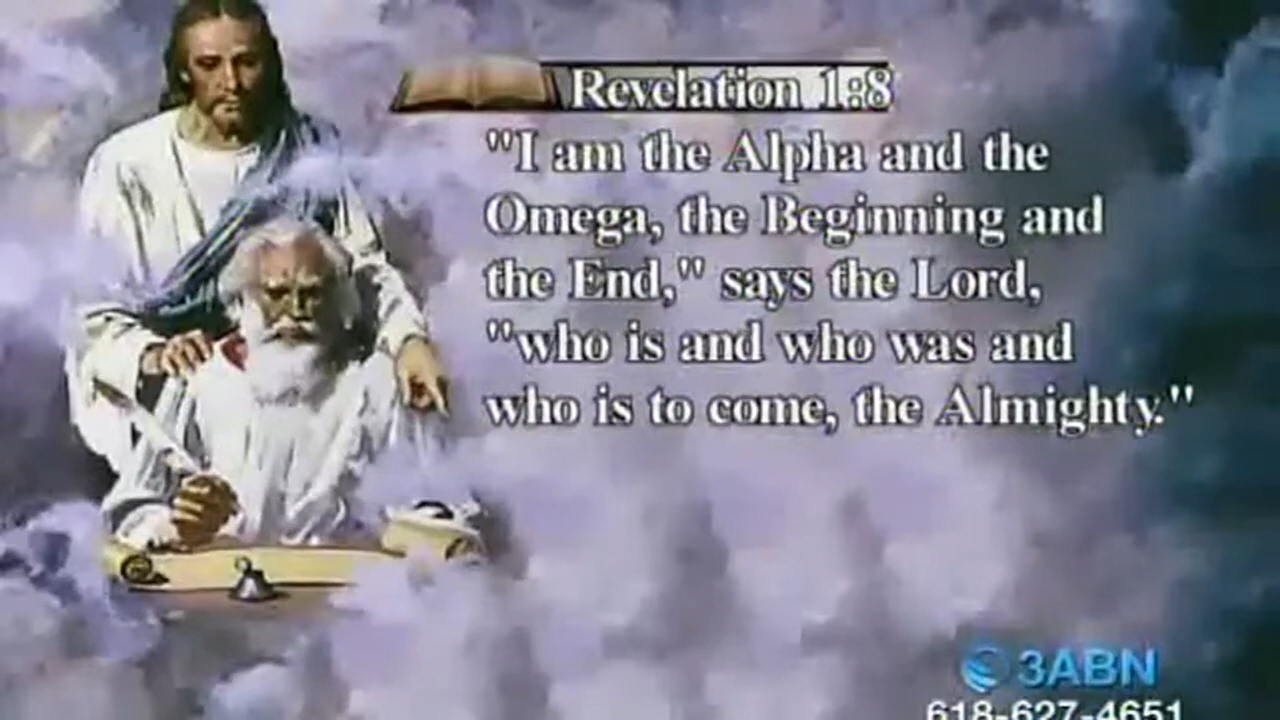 Revelation 1:8
"I am the Alpha and the
Omega, the Beginning and
the End," says the Lord,
"who is and who was and
who is to come, the Almighty."
3ABN
618-627-4651